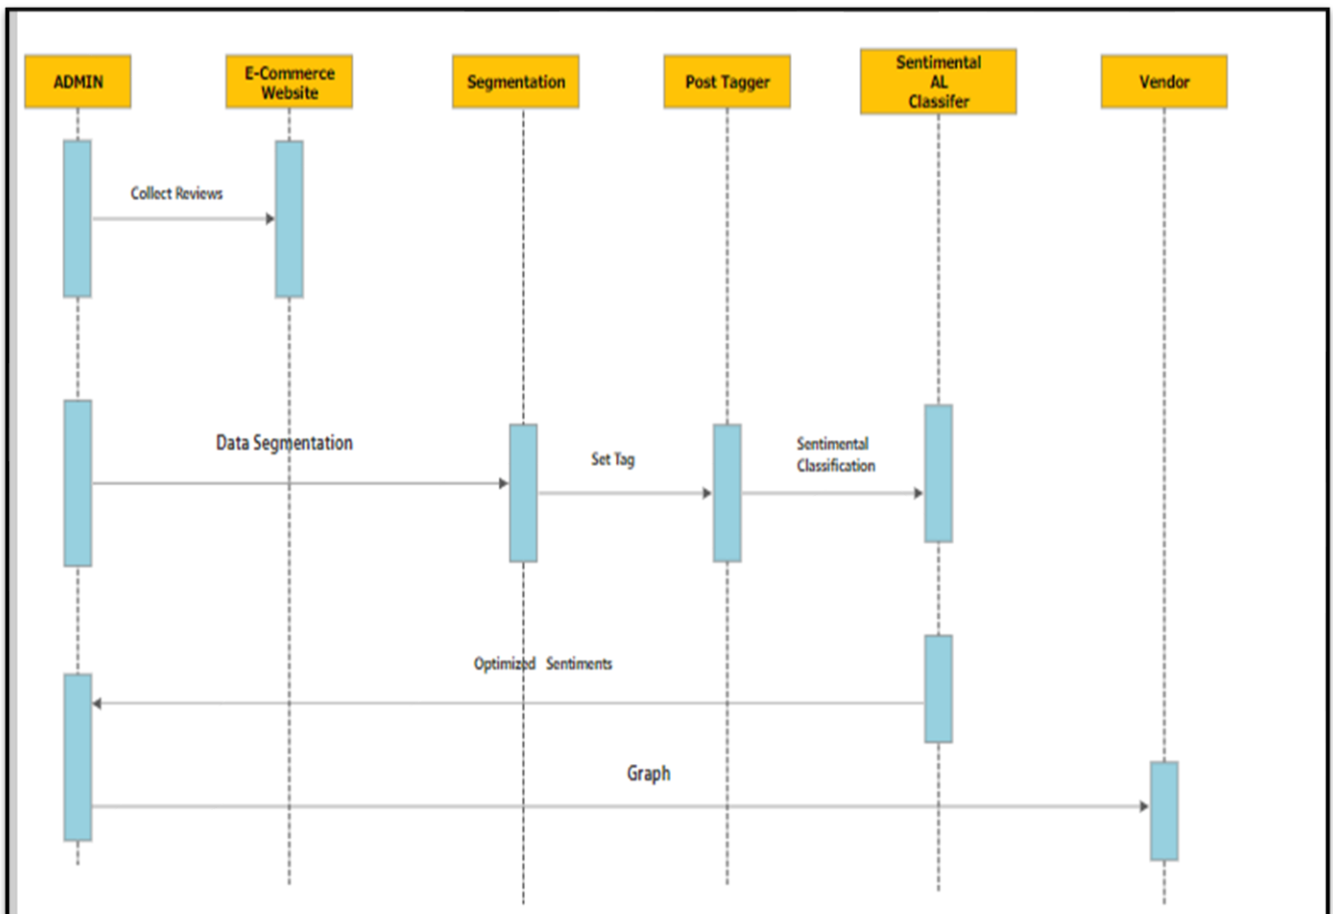 ADMIN
E-Commerce
Website
Segmentation
Post Tagger
Sentimental
AL
Classifer
Vendor
Collect Reviews
Data Segmentation
Set Tag
Sentimental
Classification
Optimized Sentiments
Graph